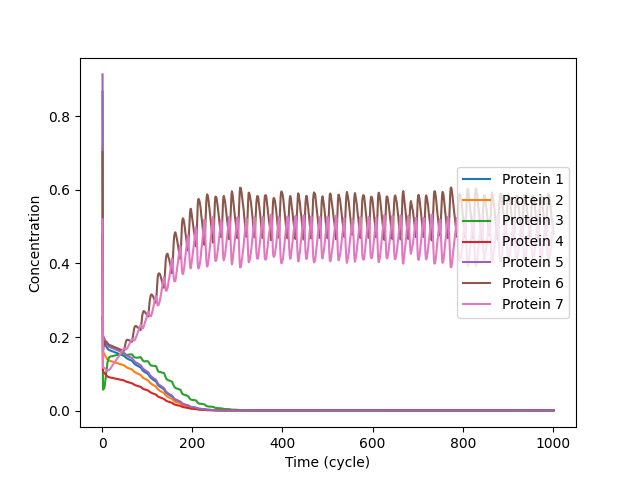 Concentration
0.8
0.6
0.4
0.2
0.0
0 200 400 600 800 1000
Time (cycle)
Protein 1
Protein 2
Protein 3
Protein 4
Protein 5
Protein 6
Protein 7